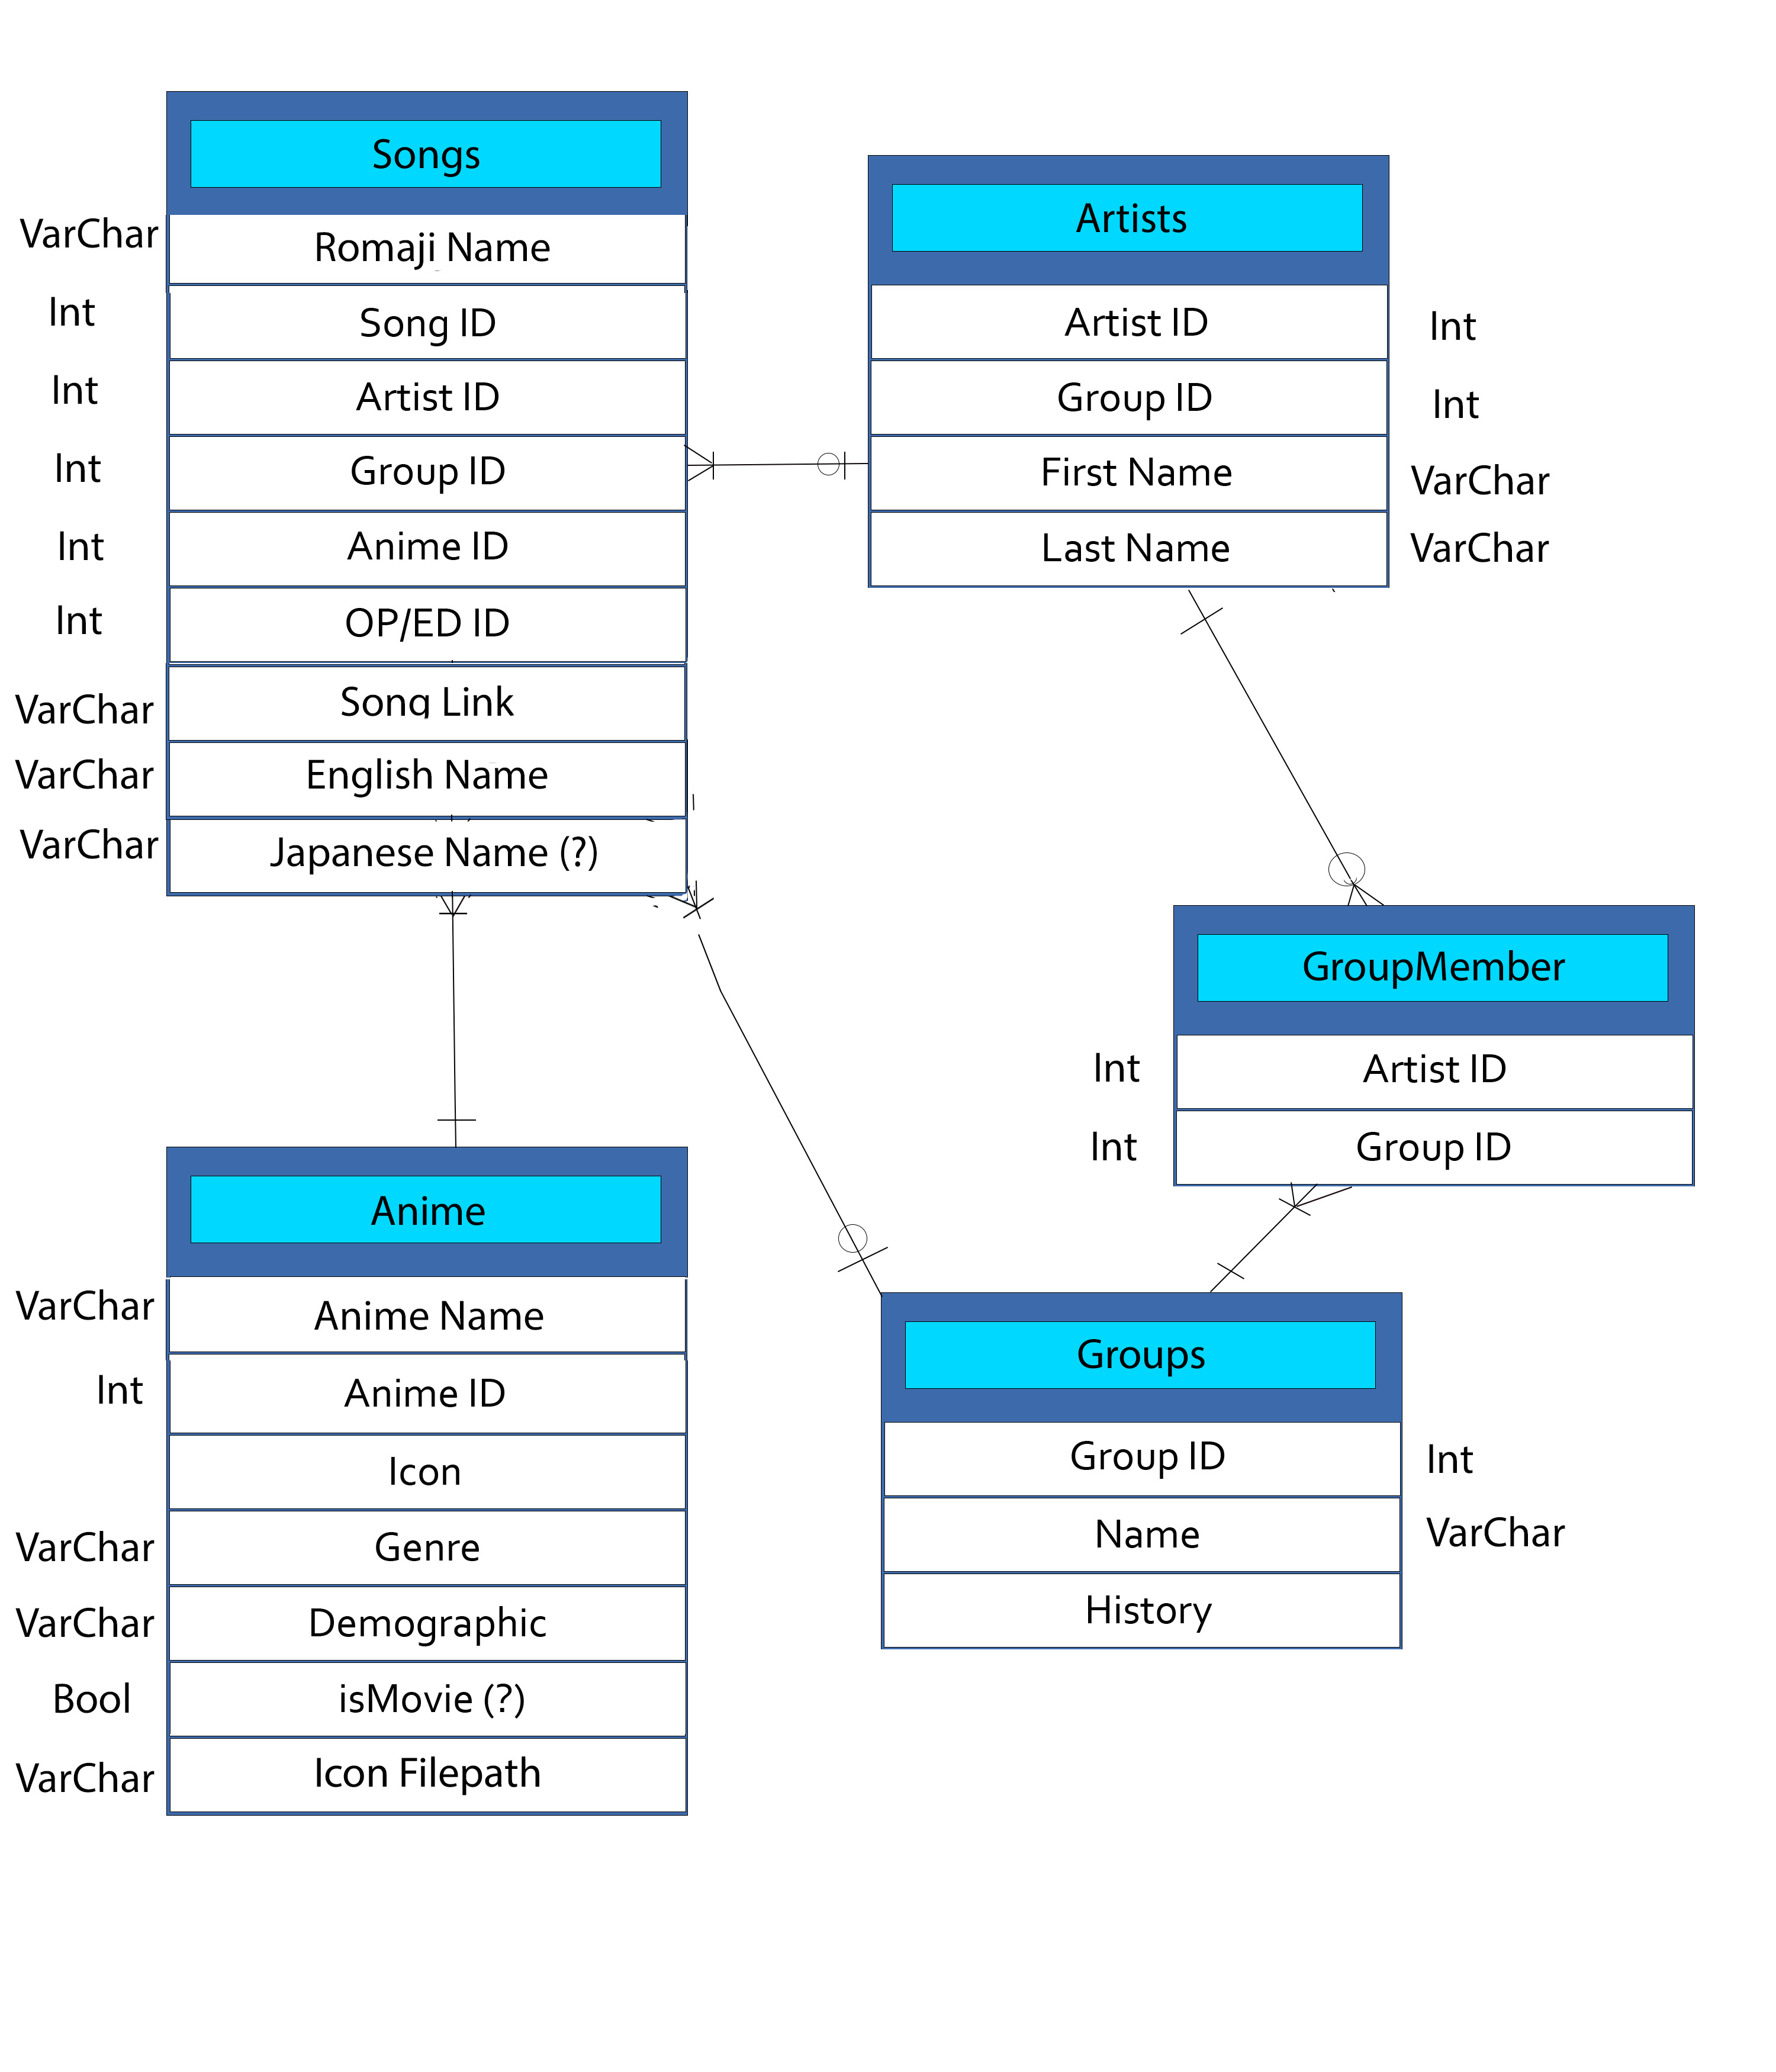 Songs
VarChar Romaji Name
Int Song ID
Int Artist ID
Int Group ID
Int Anime ID
Int OP/ED ID
VarChar Song Link
VarChar English Name
VarChar Japanese Name (?)
Artists
Artist ID Int
Group ID Int
First Name VarChar
Last Name VarChar
GroupMember
Int Artist ID
Int Group ID
Anime
VarChar Anime Name
Int Anime ID
Icon
VarChar Genre
VarChar Demographic
Bool isMovie (?)
VarChar Icon Filepath
Groups
Group ID Int
Name VarChar
History